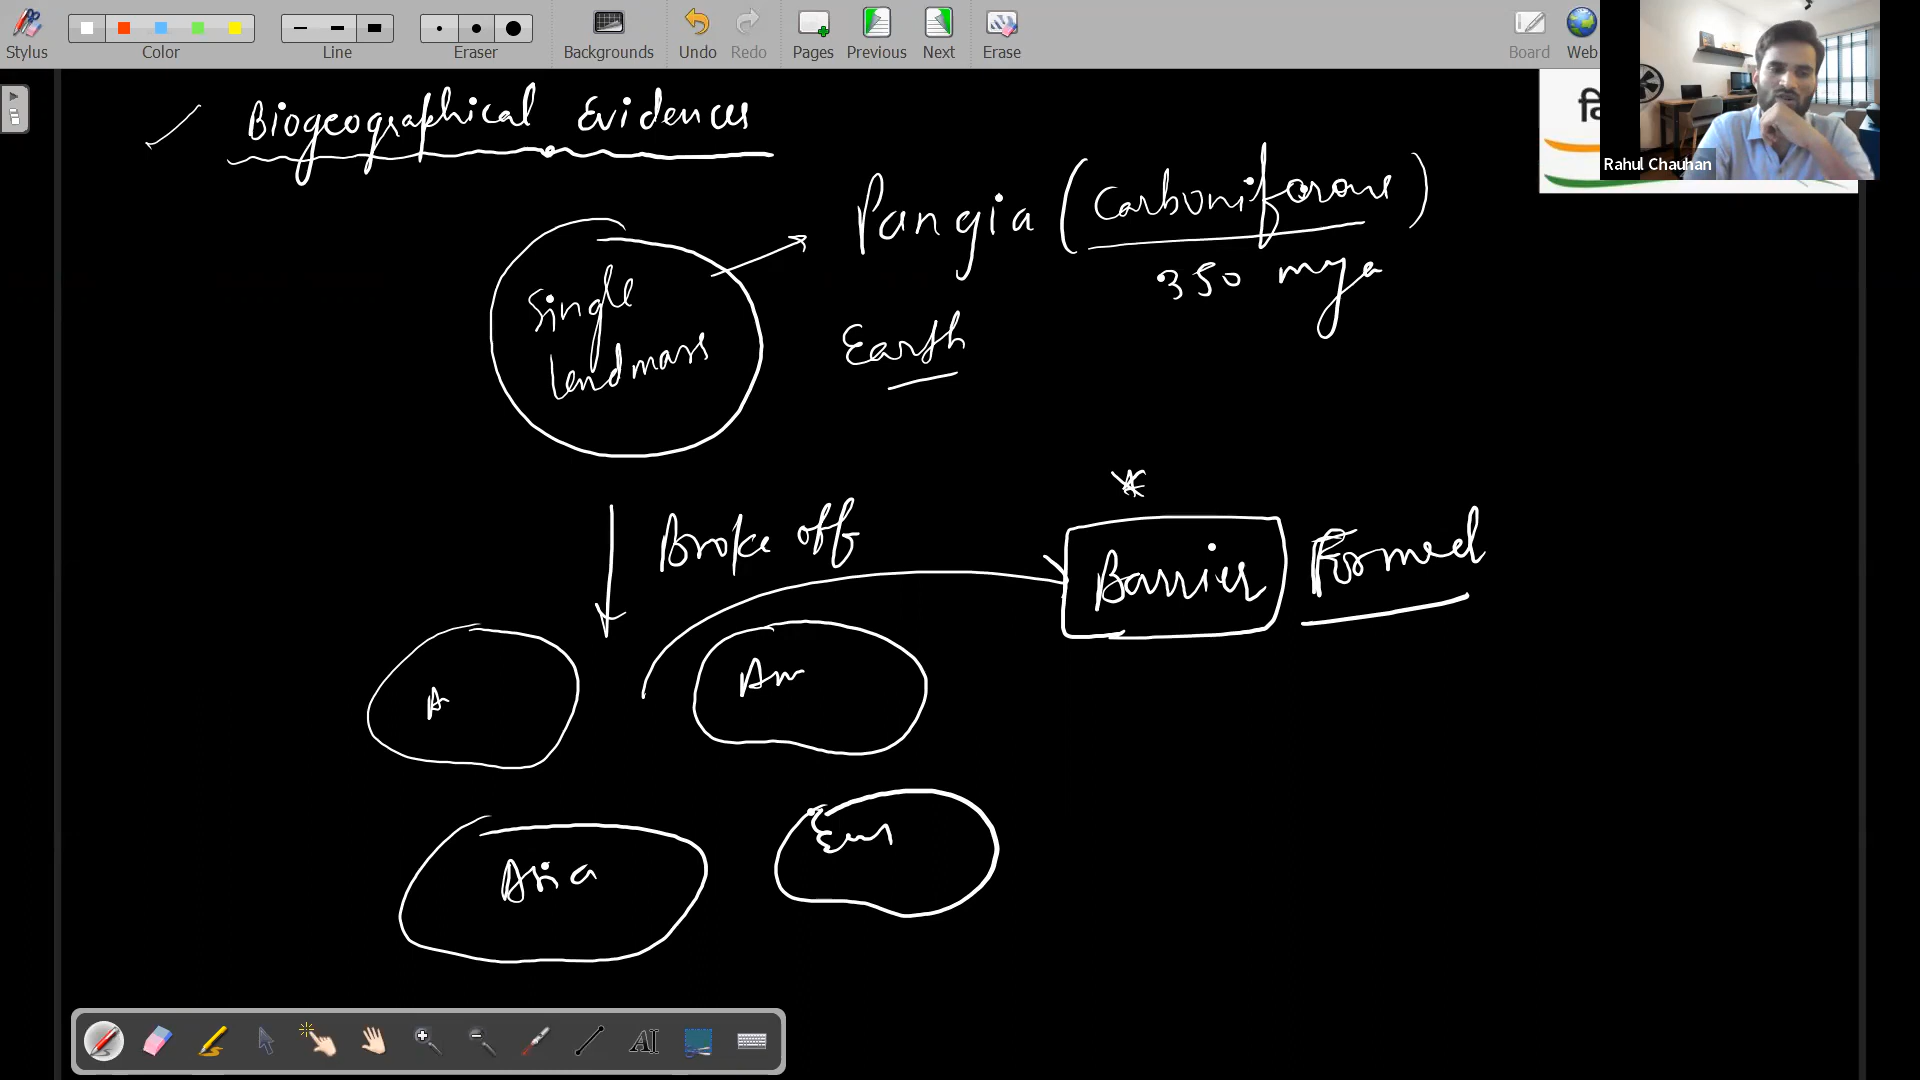 Stylus Color Line Eraser Backgrounds Undo Redo Pages Previous Next Erase Board Web
Rahul Chauhan
Biogeographical Evidences
Pangia (Carboniforous)
350 mya
Single
landmass
Earth
Broke off
Barrier Formed
A
Am
Asia
Eur